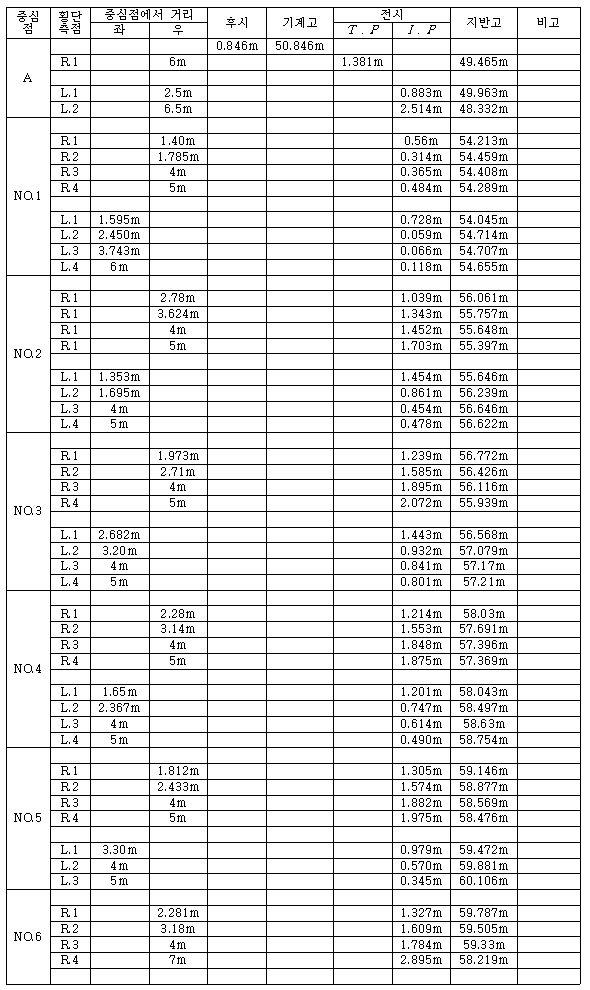 중심점 횡단측점 중심점에서 거리 후시 기계고 전시 지반고 비고
좌 우 T . P I . P
0.846m 50.846m
A
R.1 6m 1.381m 49.465m
L.1 2.5m 0.883m 49.963m
L.2 6.5m 2.514m 48.332m
NO.1
R.1 1.40m 0.56m 54.213m
R.2 1.785m 0.314m 54.459m
R.3 4m 0.365m 54.408m
R.4 5m 0.484m 54.289m
L.1 1.595m 0.728m 54.045m
L.2 2.450m 0.059m 54.714m
L.3 3.743m 0.066m 54.707m
L.4 6m 0.118m 54.655m
NO.2
R.1 2.78m 1.039m 56.061m
R.1 3.624m 1.343m 55.757m
R.1 4m 1.452m 55.648m
R.1 5m 1.703m 55.397m
L.1 1.353m 1.454m 55.646m
L.2 1.695m 0.861m 56.239m
L.3 4m 0.454m 56.646m
L.4 5m 0.478m 56.622m
NO.3
R.1 1.973m 1.239m 56.772m
R.2 2.71m 1.585m 56.426m
R.3 4m 1.895m 56.116m
R.4 5m 2.072m 55.939m
L.1 2.682m 1.443m 56.568m
L.2 3.20m 0.932m 57.079m
L.3 4m 0.841m 57.17m
L.4 5m 0.801m 57.21m
NO.4
R.1 2.28m 1.214m 58.03m
R.2 3.14m 1.553m 57.691m
R.3 4m 1.848m 57.396m
R.4 5m 1.875m 57.369m
L.1 1.65m 1.201m 58.043m
L.2 2.367m 0.747m 58.497m
L.3 4m 0.614m 58.63m
L.4 5m 0.490m 58.754m
NO.5
R.1 1.812m 1.305m 59.146m
R.2 2.433m 1.574m 58.877m
R.3 4m 1.882m 58.569m
R.4 5m 1.975m 58.476m
L.1 3.30m 0.979m 59.472m
L.2 4m 0.570m 59.881m
L.3 5m 0.345m 60.106m
NO.6
R.1 2.281m 1.327m 59.787m
R.2 3.18m 1.609m 59.505m
R.3 4m 1.784m 59.33m
R.4 7m 2.895m 58.219m